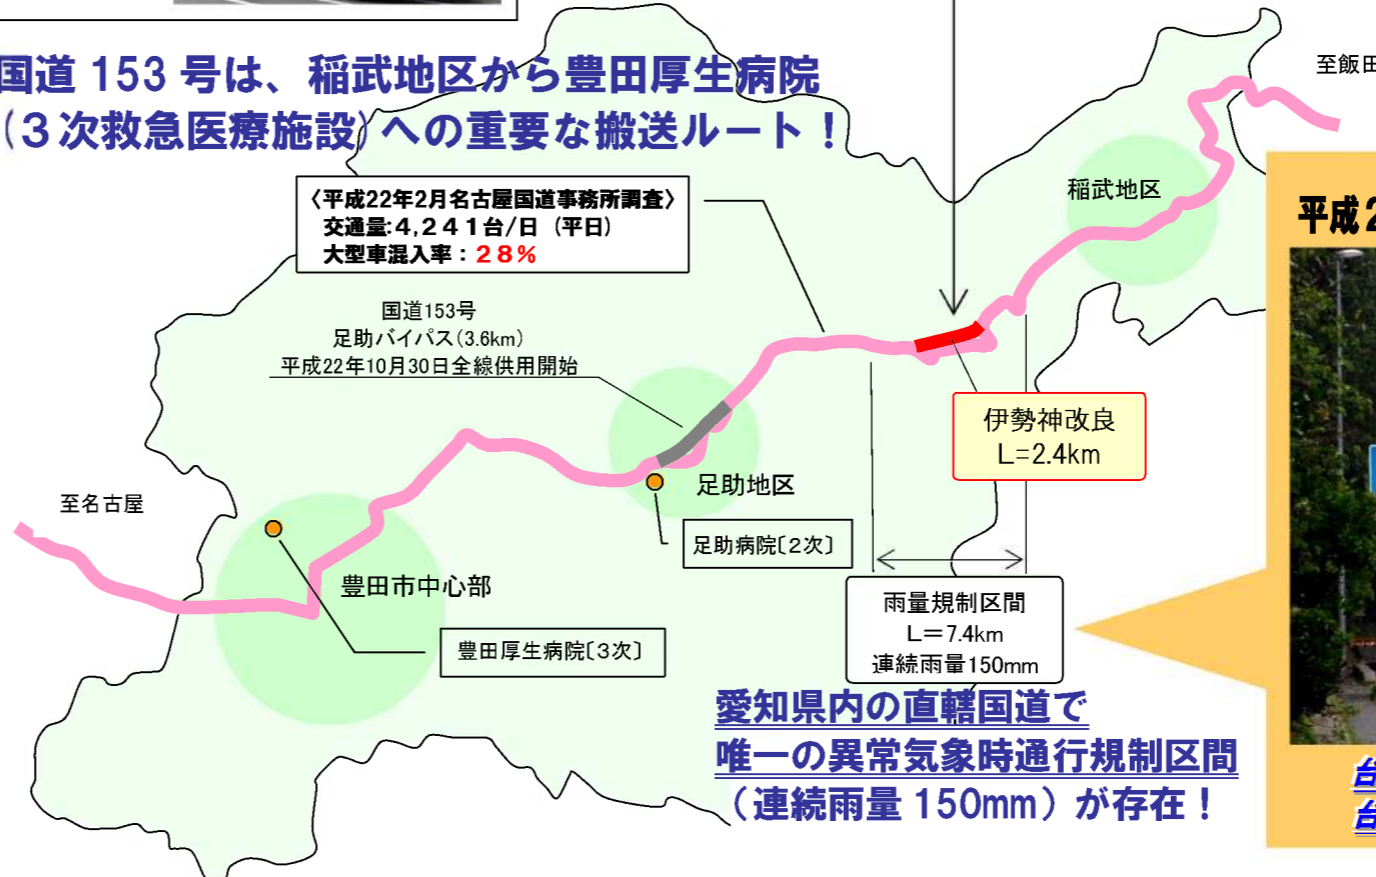 国道 153 号は、稲武地区から豊田厚生病院
(３次救急医療施設)への重要な搬送ルート！
至飯田
〈平成22年2月名古屋国道事務所調査〉
交通量:4,241台/日（平日）
大型車混入率：28%
稲武地区
平成2
国道153号
足助バイパス(3.6km)
平成22年10月30日全線供用開始
伊勢神改良
L=2.4km
至名古屋
足助地区
足助病院〔2次〕
豊田市中心部
豊田厚生病院〔3次〕
雨量規制区間
L＝7.4km
連続雨量150mm
愛知県内の直轄国道で
唯一の異常気象時通行規制区間
（連続雨量 150mm）が存在！
台
台